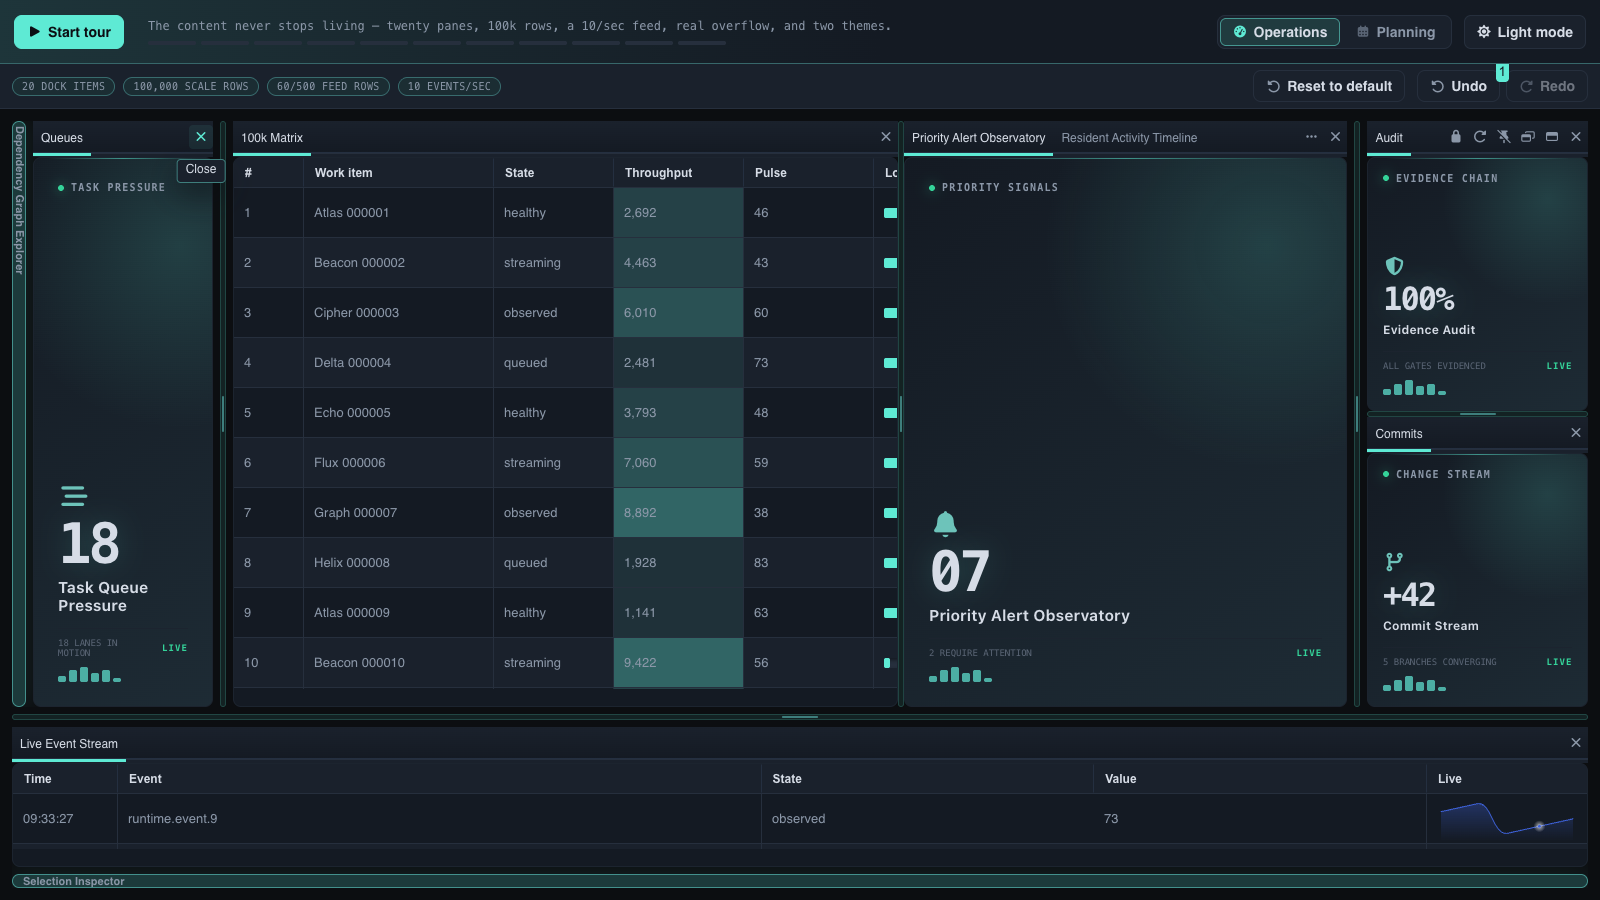 Start tour
The content never stops living — twenty panes, 100k rows, a 10/sec feed, real overflow, and two themes.
Operations
Planning
Light mode
20 DOCK ITEMS
100,000 SCALE ROWS
60/500 FEED ROWS
10 EVENTS/SEC
Reset to default
Undo
1
Redo
Dependency Graph Explorer
Queues
Close
TASK PRESSURE
18
Task Queue
Pressure
18 LANES IN
MOTION
LIVE
100k Matrix
# Work item State Throughput Pulse Lo
1 Atlas 000001 healthy 2,692 46
2 Beacon 000002 streaming 4,463 43
3 Cipher 000003 observed 6,010 60
4 Delta 000004 queued 2,481 73
5 Echo 000005 healthy 3,793 48
6 Flux 000006 streaming 7,060 59
7 Graph 000007 observed 8,892 38
8 Helix 000008 queued 1,928 83
9 Atlas 000009 healthy 1,141 63
10 Beacon 000010 streaming 9,422 56
Priority Alert Observatory
Resident Activity Timeline
PRIORITY SIGNALS
07
Priority Alert Observatory
2 REQUIRE ATTENTION
LIVE
Audit
EVIDENCE CHAIN
100%
Evidence Audit
ALL GATES EVIDENCED
LIVE
Commits
CHANGE STREAM
+42
Commit Stream
5 BRANCHES CONVERGING
LIVE
Live Event Stream
Time Event State Value Live
09:33:27 runtime.event.9 observed 73
Selection Inspector